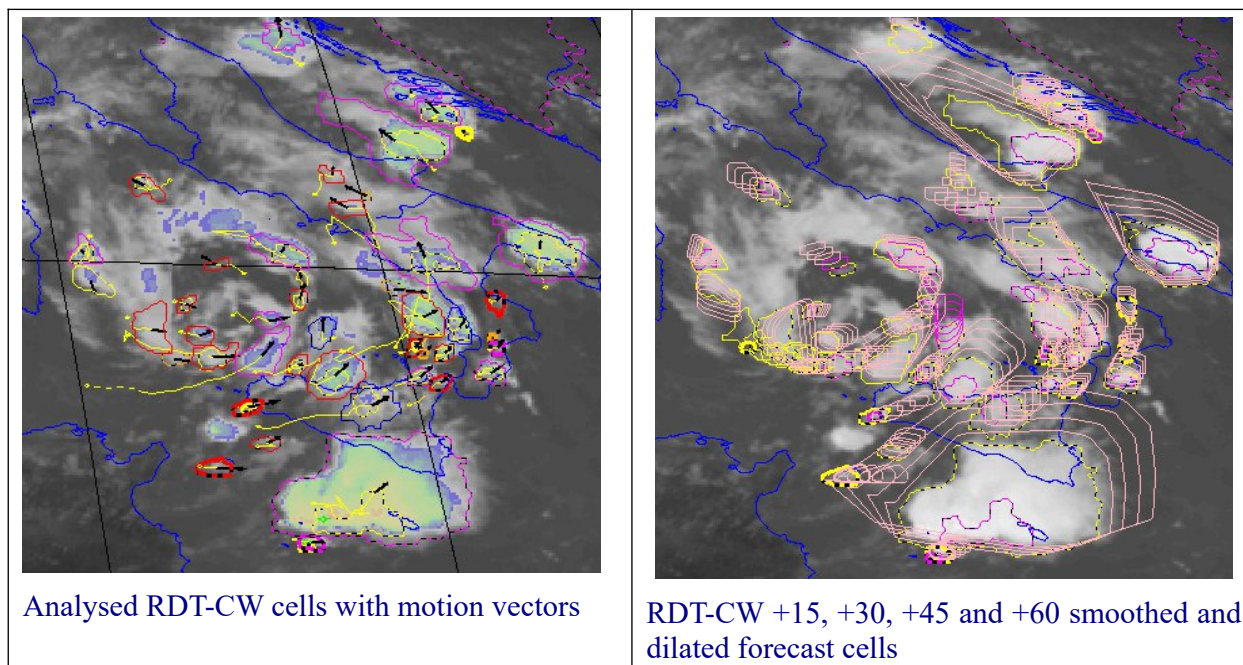 Analysed RDT-CW cells with motion vectors
RDT-CW +15, +30, +45 and +60 smoothed and
dilated forecast cells